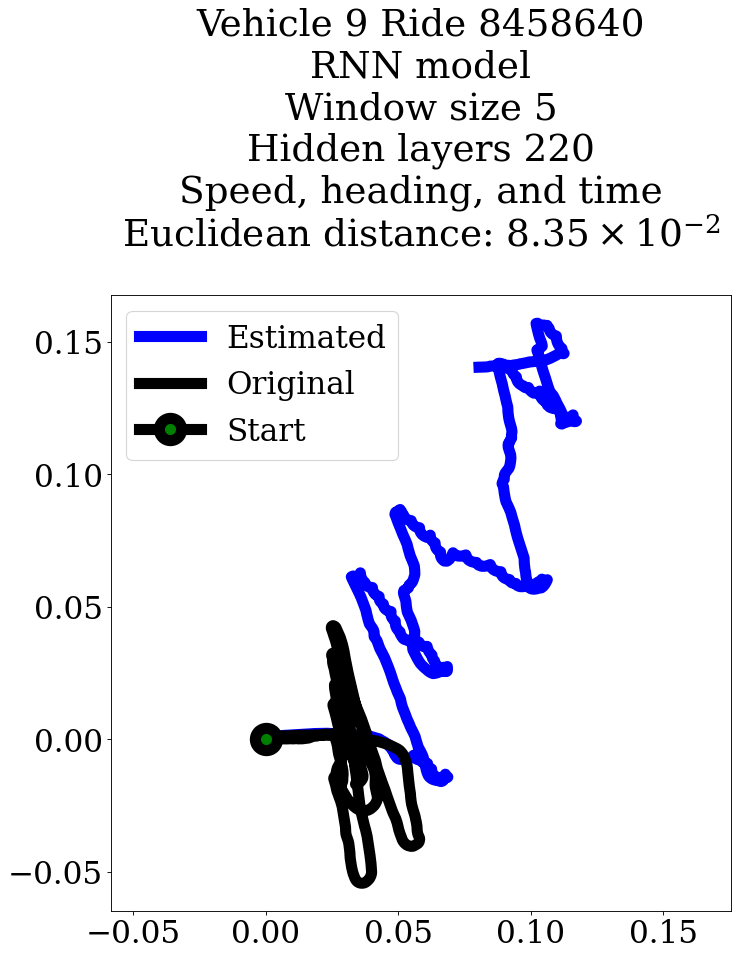 Vehicle 9 Ride 8458640
RNN model
Window size 5
Hidden layers 220
Speed, heading, and time
Euclidean distance: 8.35 × 10⁻²
Estimated
Original
Start
0.15
0.10
0.05
0.00
−0.05
−0.05 0.00 0.05 0.10 0.15